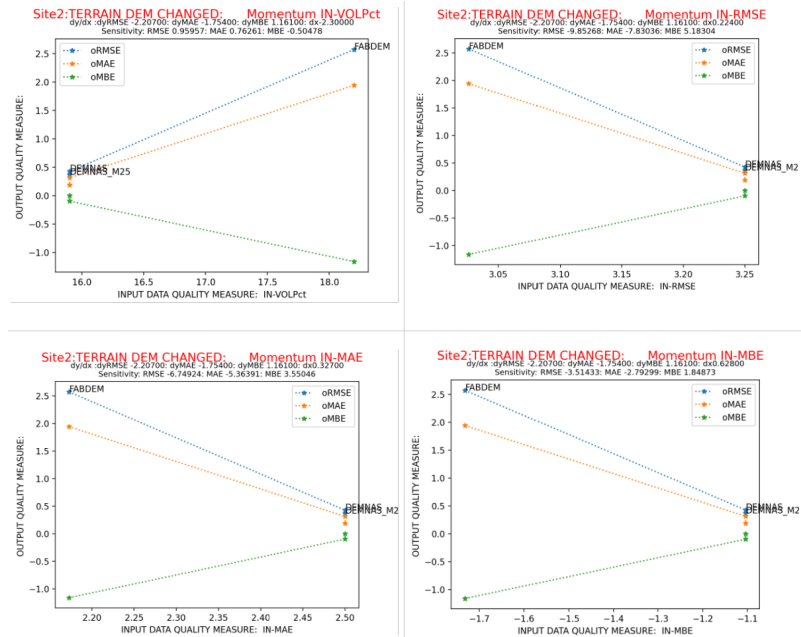 Site2:TERRAIN DEM CHANGED: Momentum IN-VOLPct
dy/dx :dyRMSE -2.20700: dyMAE -1.75400: dyMBE 1.16100: dx-2.30000
Sensitivity: RMSE 0.95957: MAE 0.76261: MBE -0.50478
OUTPUT QUALITY MEASURE:
2.5
2.0
1.5
1.0
0.5
0.0
−0.5
−1.0
oRMSE
oMAE
oMBE
FABDEM
DEMNAS
DEMNAS_M25
16.0 16.5 17.0 17.5 18.0
INPUT DATA QUALITY MEASURE: IN-VOLPct
Site2:TERRAIN DEM CHANGED: Momentum IN-RMSE
dy/dx :dyRMSE -2.20700: dyMAE -1.75400: dyMBE 1.16100: dx0.22400
Sensitivity: RMSE -9.85268: MAE -7.83036: MBE 5.18304
OUTPUT QUALITY MEASURE:
2.5
2.0
1.5
1.0
0.5
0.0
−0.5
−1.0
FABDEM
oRMSE
oMAE
oMBE
DEMNAS
DEMNAS_M2
3.05 3.10 3.15 3.20 3.25
INPUT DATA QUALITY MEASURE: IN-RMSE
Site2:TERRAIN DEM CHANGED: Momentum IN-MAE
dy/dx :dyRMSE -2.20700: dyMAE -1.75400: dyMBE 1.16100: dx0.32700
Sensitivity: RMSE -6.74924: MAE -5.36391: MBE 3.55046
OUTPUT QUALITY MEASURE:
2.5
2.0
1.5
1.0
0.5
0.0
−0.5
−1.0
FABDEM
oRMSE
oMAE
oMBE
DEMNAS
DEMNAS_M2
2.20 2.25 2.30 2.35 2.40 2.45 2.50
INPUT DATA QUALITY MEASURE: IN-MAE
Site2:TERRAIN DEM CHANGED: Momentum IN-MBE
dy/dx :dyRMSE -2.20700: dyMAE -1.75400: dyMBE 1.16100: dx0.62800
Sensitivity: RMSE -3.51433: MAE -2.79299: MBE 1.84873
OUTPUT QUALITY MEASURE:
2.5
2.0
1.5
1.0
0.5
0.0
−0.5
−1.0
FABDEM
oRMSE
oMAE
oMBE
DEMNAS
DEMNAS_M2
−1.7 −1.6 −1.5 −1.4 −1.3 −1.2 −1.1
INPUT DATA QUALITY MEASURE: IN-MBE